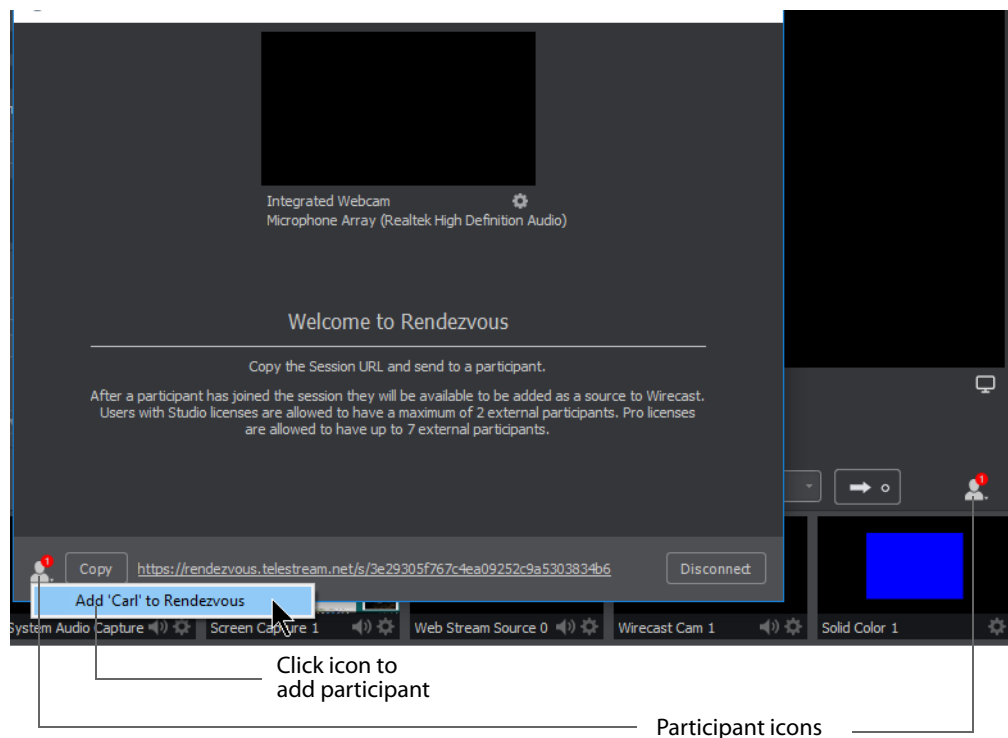 Integrated Webcam
Microphone Array (Realtek High Definition Audio)
Welcome to Rendezvous
Copy the Session URL and send to a participant.
After a participant has joined the session they will be available to be added as a source to Wirecast.
Users with Studio licenses are allowed to have a maximum of 2 external participants. Pro licenses
are allowed to have up to 7 external participants.
1
1
Copy
https://rendezvous.telestream.net/s/3e29305f767c4ea09252c9a5303834b6
Disconnect
Add 'Carl' to Rendezvous
System Audio Capture
Screen Capture 1
Web Stream Source 0
Wirecast Cam 1
Solid Color 1
Click icon to
add participant
Participant icons